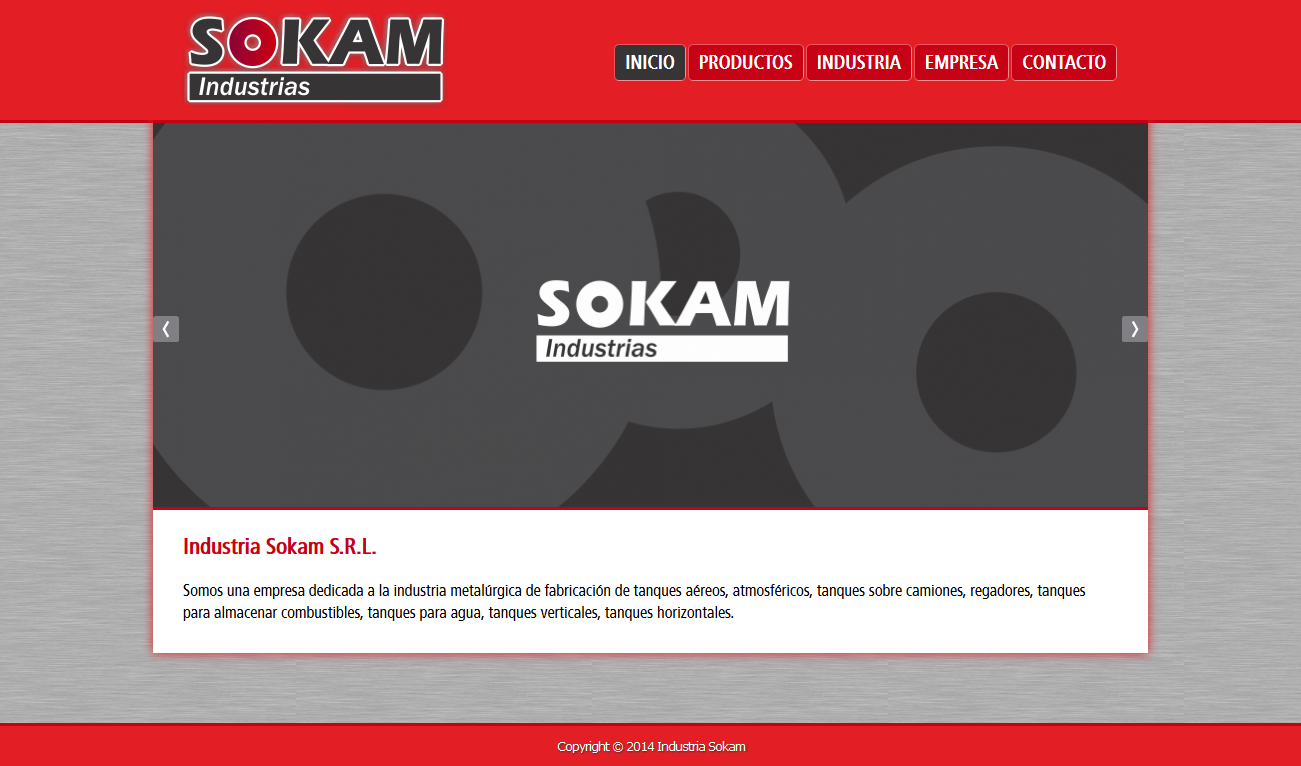 SOKAM
Industrias
INICIO PRODUCTOS INDUSTRIA EMPRESA CONTACTO
SOKAM
Industrias
Industria Sokam S.R.L.
Somos una empresa dedicada a la industria metalúrgica de fabricación de tanques aéreos, atmosféricos, tanques sobre camiones, regadores, tanques
para almacenar combustibles, tanques para agua, tanques verticales, tanques horizontales.
Copyright © 2014 Industria Sokam